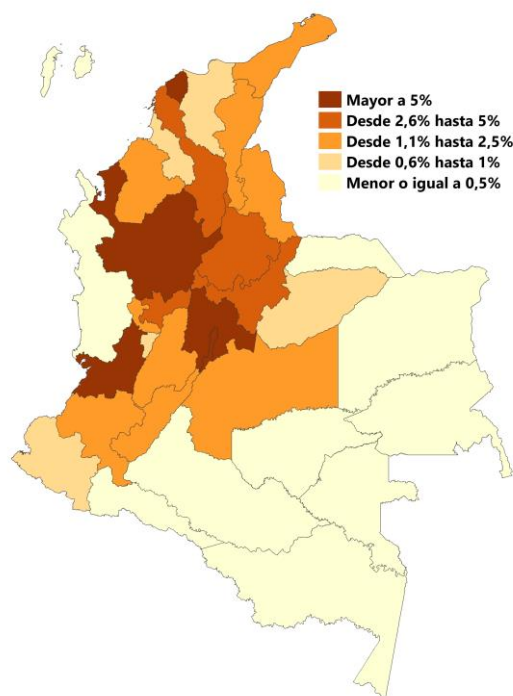 Mayor a 5%
Desde 2,6% hasta 5%
Desde 1,1% hasta 2,5%
Desde 0,6% hasta 1%
Menor o igual a 0,5%